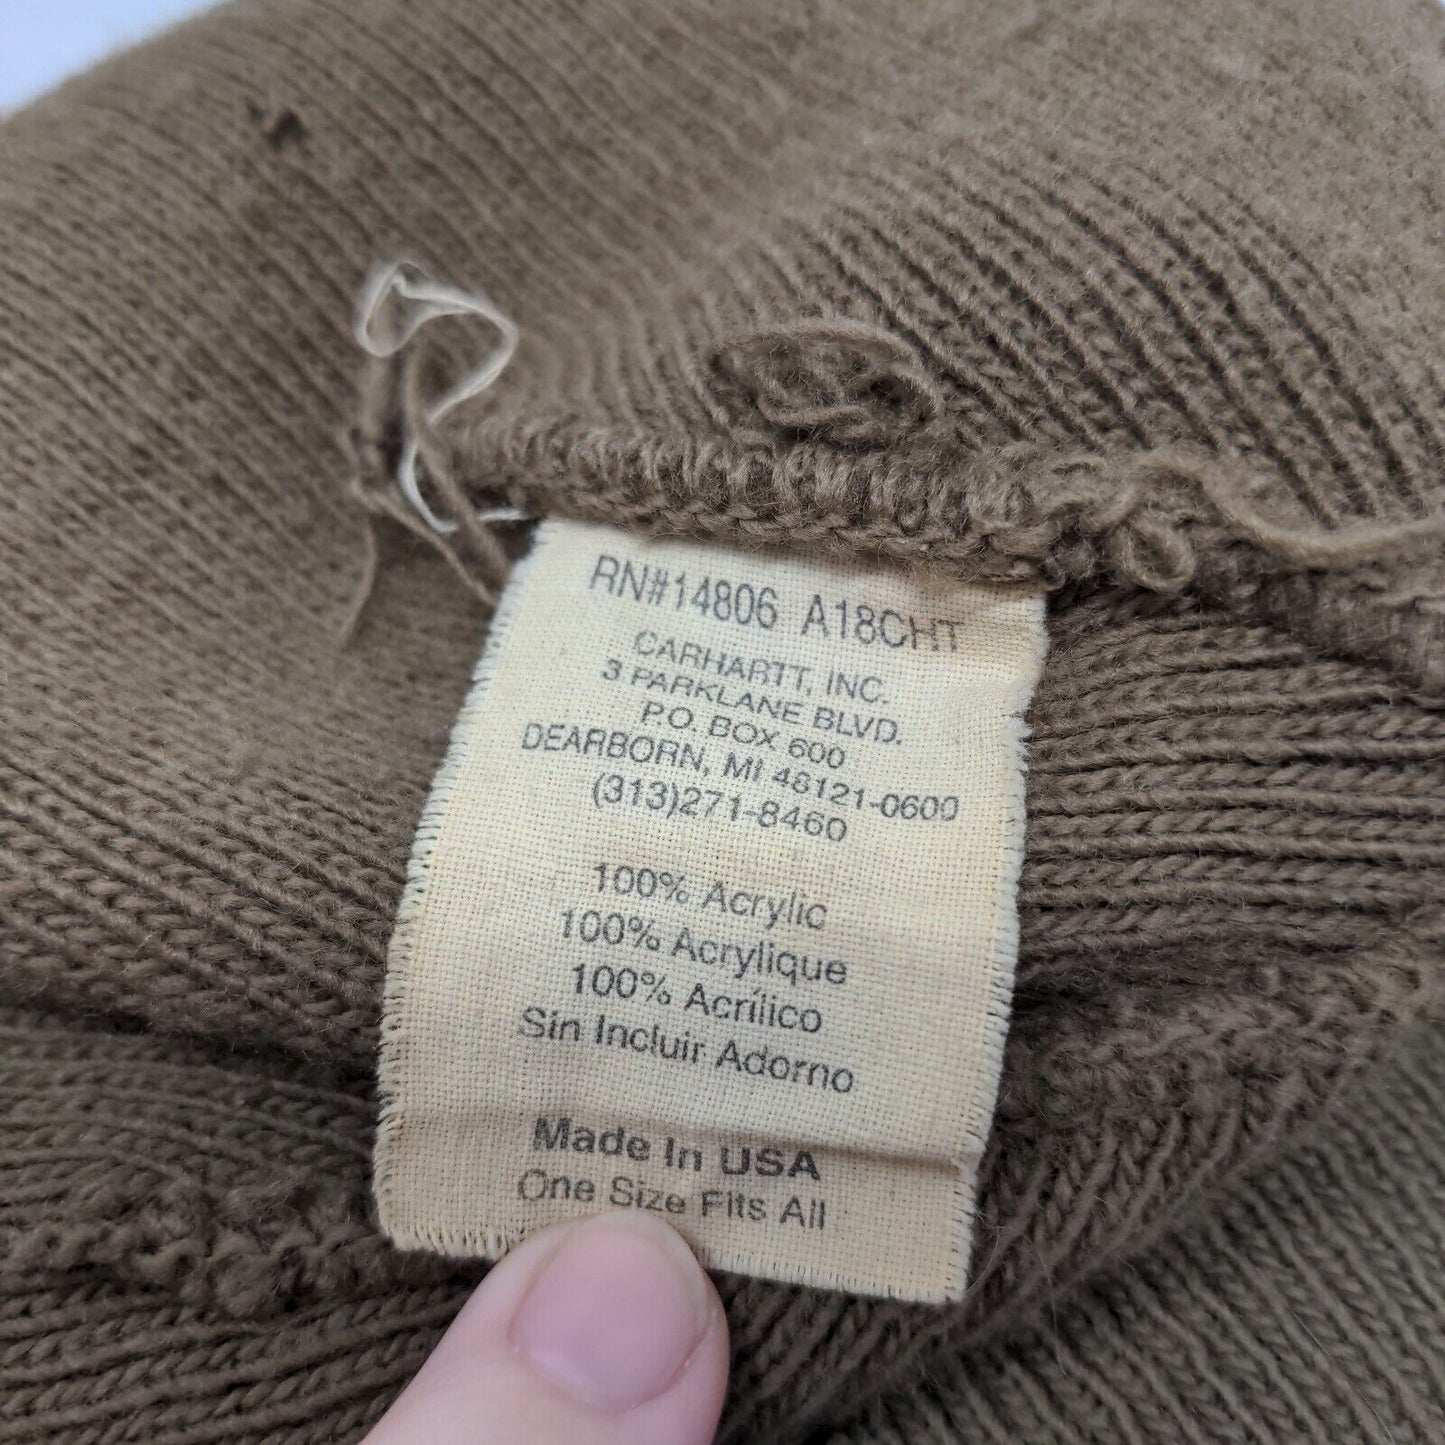 RN#14806 A18CHT
CARHARTT, INC.
3 PARKLANE BLVD.
P.O. BOX 600
DEARBORN, MI 48121-0600
(313)271-8460
100% Acrylic
100% Acrylique
100% Acrílico
Sin Incluir Adorno
Made In USA
One Size Fits All